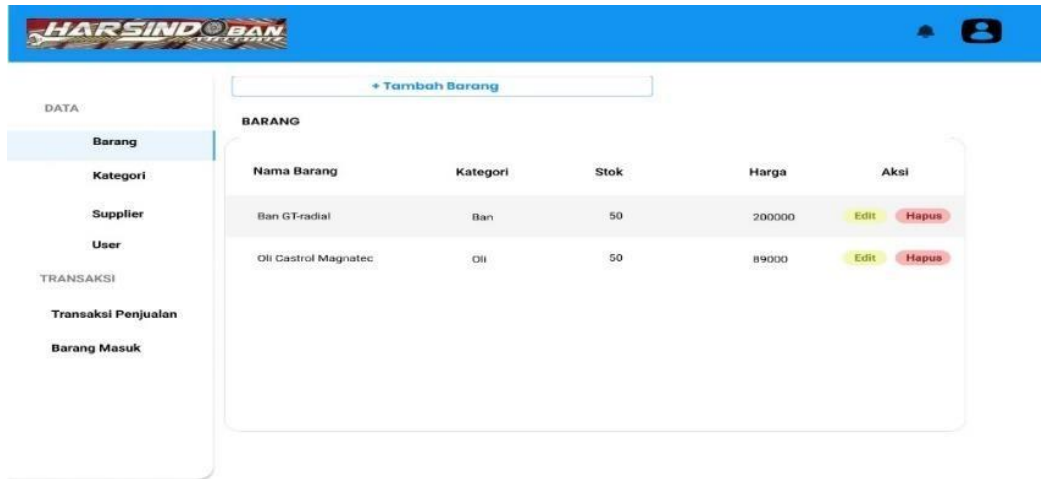 HARSINDO BAN
+ Tambah Barang
DATA
Barang
Kategori
Supplier
User
TRANSAKSI
Transaksi Penjualan
Barang Masuk
BARANG
Nama Barang Kategori Stok Harga Aksi
Ban GT-radial Ban 50 200000 Edit Hapus
Oli Castrol Magnatec Oli 50 89000 Edit Hapus